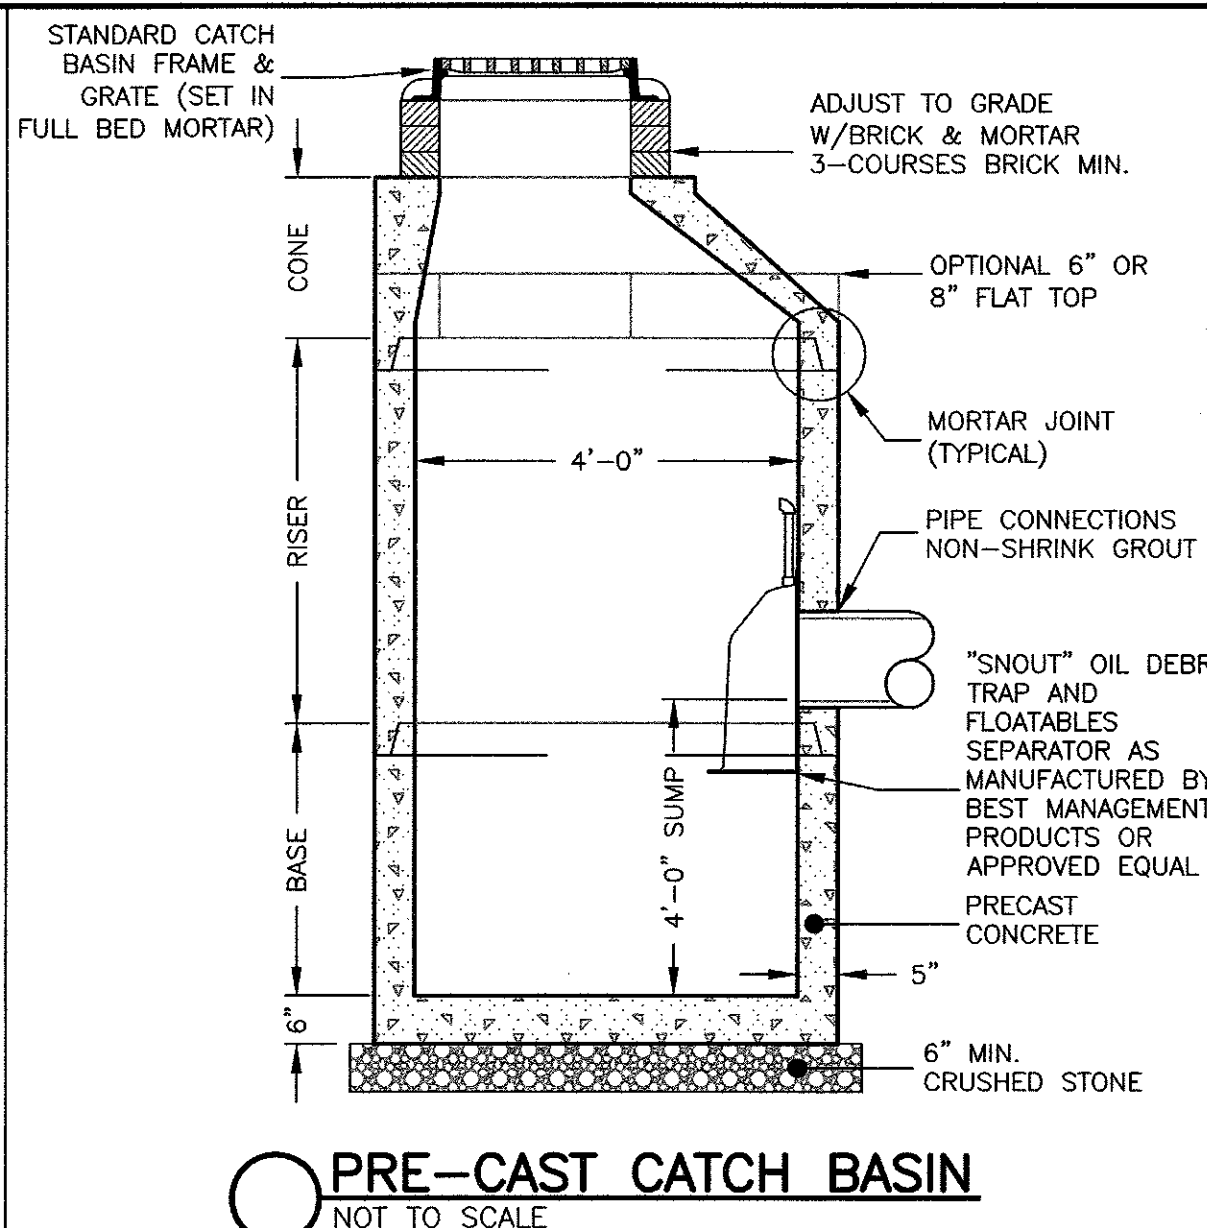 STANDARD CATCH
BASIN FRAME &
GRATE (SET IN
FULL BED MORTAR)
ADJUST TO GRADE
W/BRICK & MORTAR
3-COURSES BRICK MIN.
CONE
OPTIONAL 6" OR
8" FLAT TOP
MORTAR JOINT
(TYPICAL)
4'-0"
RISER
PIPE CONNECTIONS
NON-SHRINK GROUT
"SNOUT" OIL DEBR
TRAP AND
FLOATABLES
SEPARATOR AS
MANUFACTURED BY
BEST MANAGEMENT
PRODUCTS OR
APPROVED EQUAL
4'-0" SUMP
BASE
PRECAST
CONCRETE
5"
6"
6" MIN.
CRUSHED STONE
PRE-CAST CATCH BASIN
NOT TO SCALE